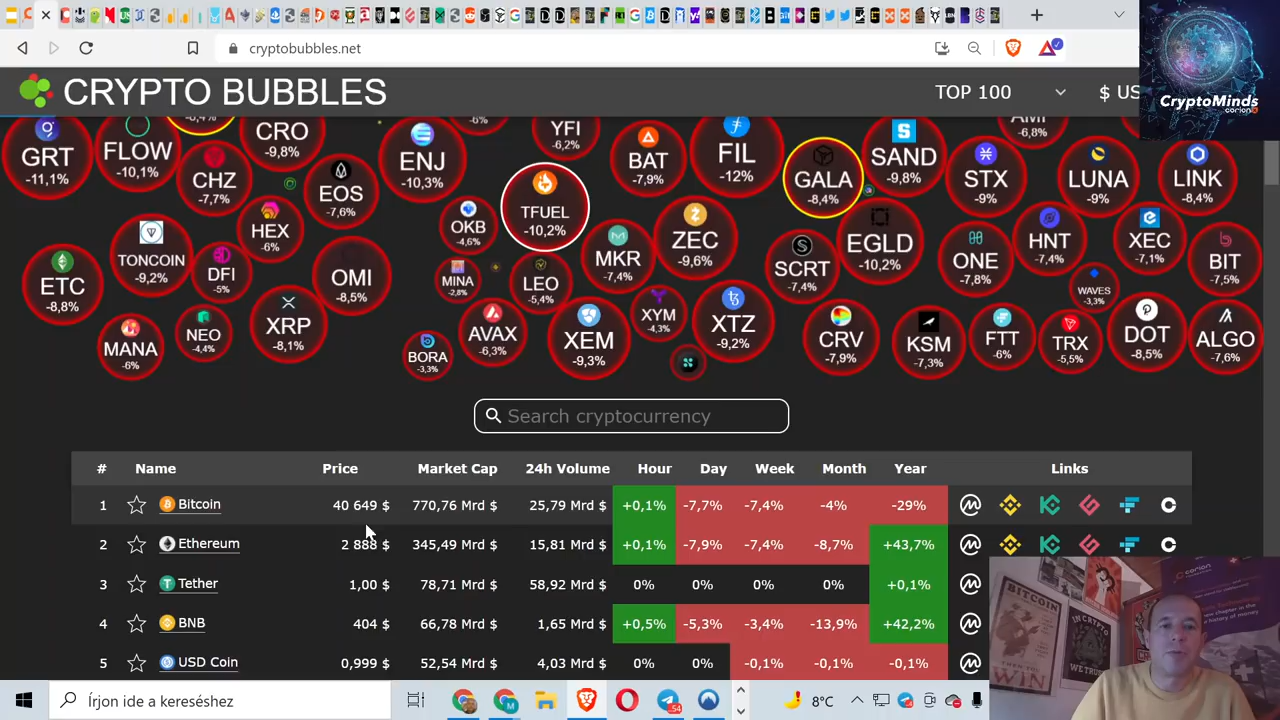 cryptobubbles.net
CryptoMinds
corion
CRYPTO BUBBLES
TOP 100
$ US
GRT
-11,1%
FLOW
-10,1%
CHZ
-7,7%
CRO
-9,8%
EOS
-7,6%
ENJ
-10,3%
-6%
YFI
-6,2%
BAT
-7,9%
FIL
-12%
GALA
-8,4%
SAND
-9,8%
STX
-9%
-6,8%
LUNA
-9%
LINK
-8,4%
TFUEL
-10,2%
OKB
-4,6%
HEX
-6%
TONCOIN
-9,2%
DFI
-5%
ETC
-8,8%
OMI
-8,5%
MINA
-2,8%
LEO
-5,4%
MKR
-7,4%
ZEC
-9,6%
SCRT
-7,4%
EGLD
-10,2%
ONE
-7,8%
HNT
-7,4%
XEC
-7,1%
BIT
-7,5%
WAVES
-3,3%
MANA
-6%
NEO
-4,4%
XRP
-8,1%
BORA
-3,3%
AVAX
-6,3%
XEM
-9,3%
XYM
-4,3%
XTZ
-9,2%
CRV
-7,9%
KSM
-7,3%
FTT
-6%
TRX
-5,5%
DOT
-8,5%
ALGO
-7,6%
Search cryptocurrency
# Name Price Market Cap 24h Volume Hour Day Week Month Year Links
1 Bitcoin 40 649 $ 770,76 Mrd $ 25,79 Mrd $ +0,1% -7,7% -7,4% -4% -29%
2 Ethereum 2 888 $ 345,49 Mrd $ 15,81 Mrd $ +0,1% -7,9% -7,4% -8,7% +43,7%
3 Tether 1,00 $ 78,71 Mrd $ 58,92 Mrd $ 0% 0% 0% 0% +0,1%
4 BNB 404 $ 66,78 Mrd $ 1,65 Mrd $ +0,5% -5,3% -3,4% -13,9% +42,2%
5 USD Coin 0,999 $ 52,54 Mrd $ 4,03 Mrd $ 0% 0% -0,1% -0,1% -0,1%
BITCOIN
WIN
IN CRYPTO
WE TRUST
corion
Írjon ide a kereséshez
54
8°C